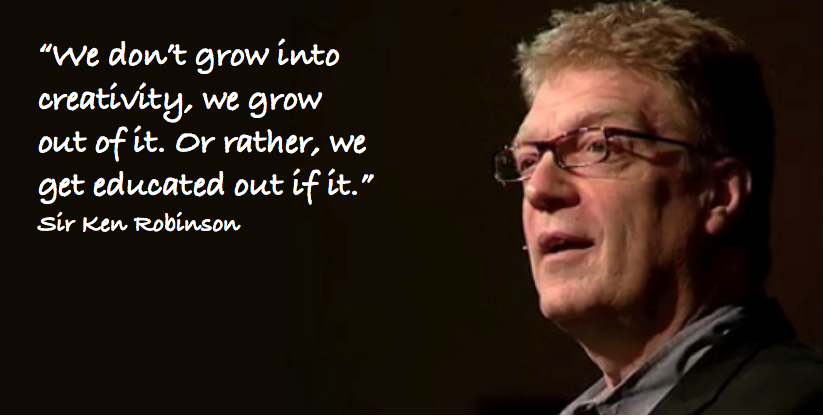 “We don’t grow into
creativity, we grow
out of it. Or rather, we
get educated out if it.”
Sir Ken Robinson